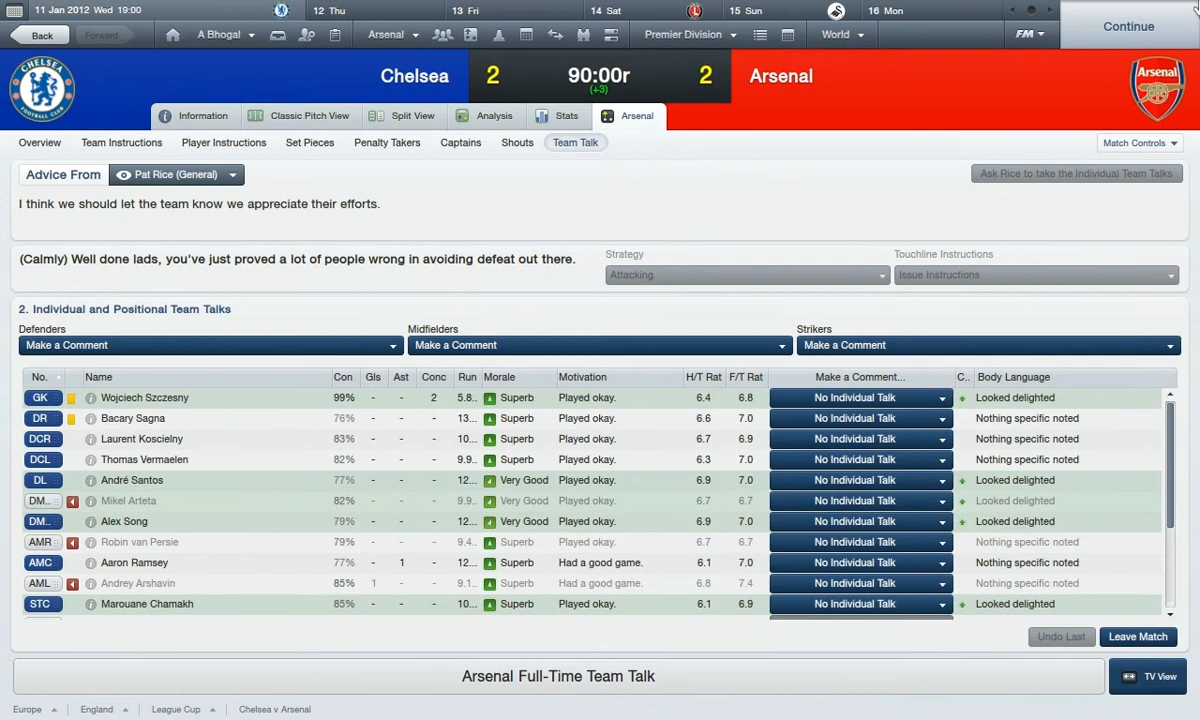 11 Jan 2012 Wed 19:00 12 Thu 13 Fri 14 Sat 15 Sun 16 Mon
Back Forward A Bhogal Arsenal Premier Division World FM Continue
Chelsea 2 90:00r (+3) 2 Arsenal
Information Classic Pitch View Split View Analysis Stats Arsenal
Overview Team Instructions Player Instructions Set Pieces Penalty Takers Captains Shouts Team Talk Match Controls
Advice From Pat Rice (General) Ask Rice to take the Individual Team Talks
I think we should let the team know we appreciate their efforts.
(Calmly) Well done lads, you've just proved a lot of people wrong in avoiding defeat out there.
Strategy Touchline Instructions
Attacking Issue Instructions
2. Individual and Positional Team Talks
Defenders Midfielders Strikers
Make a Comment Make a Comment Make a Comment
No. Name Con Gls Ast Conc Run Morale Motivation H/T Rat F/T Rat Make a Comment... C.. Body Language
GK Wojciech Szczesny 99% - - 2 5.8.. Superb Played okay. 6.4 6.8 No Individual Talk Looked delighted
DR Bacary Sagna 76% - - - 13... Superb Played okay. 6.6 7.0 No Individual Talk Nothing specific noted
DCR Laurent Koscielny 83% - - - 10... Superb Played okay. 6.7 6.9 No Individual Talk Nothing specific noted
DCL Thomas Vermaelen 82% - - - 9.9.. Superb Played okay. 6.3 7.0 No Individual Talk Nothing specific noted
DL André Santos 77% - - - 12... Very Good Played okay. 6.9 7.0 No Individual Talk Looked delighted
DM.. Mikel Arteta 82% - - - 9.9.. Very Good Played okay. 6.7 6.7 No Individual Talk Looked delighted
DM.. Alex Song 79% - - - 12... Very Good Played okay. 6.9 7.0 No Individual Talk Looked delighted
AMR Robin van Persie 79% - - - 9.4.. Superb Played okay. 6.7 6.7 No Individual Talk Nothing specific noted
AMC Aaron Ramsey 77% - 1 - 12... Superb Had a good game. 6.1 7.0 No Individual Talk Nothing specific noted
AML Andrey Arshavin 85% 1 - - 9.1.. Superb Had a good game. 6.8 7.4 No Individual Talk Nothing specific noted
STC Marouane Chamakh 85% - - - 10... Superb Played okay. 6.1 6.9 No Individual Talk Looked delighted
Undo Last Leave Match
Arsenal Full-Time Team Talk TV View
Europe England League Cup Chelsea v Arsenal